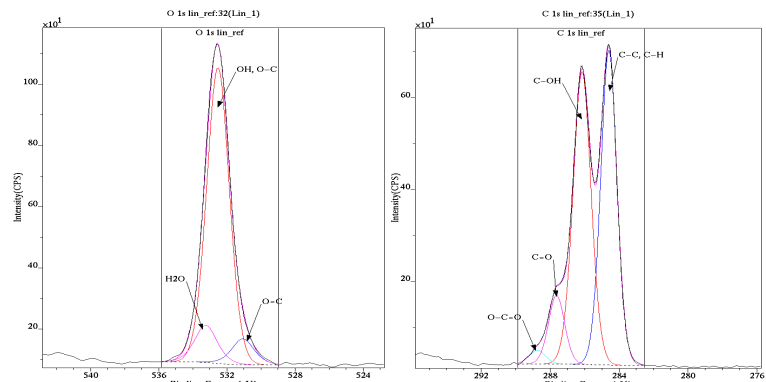 O 1s lin_ref:32(Lin_1)
O 1s lin_ref
x10¹
Intensity(CPS)
100
80
60
40
20
OH, O−C
H2O
O=C
540
536
532
528
524
C 1s lin_ref:35(Lin_1)
C 1s lin_ref
x10¹
Intensity(CPS)
60
40
20
C−C, C−H
C−OH
C=O
O−C=O
292
288
284
280
276